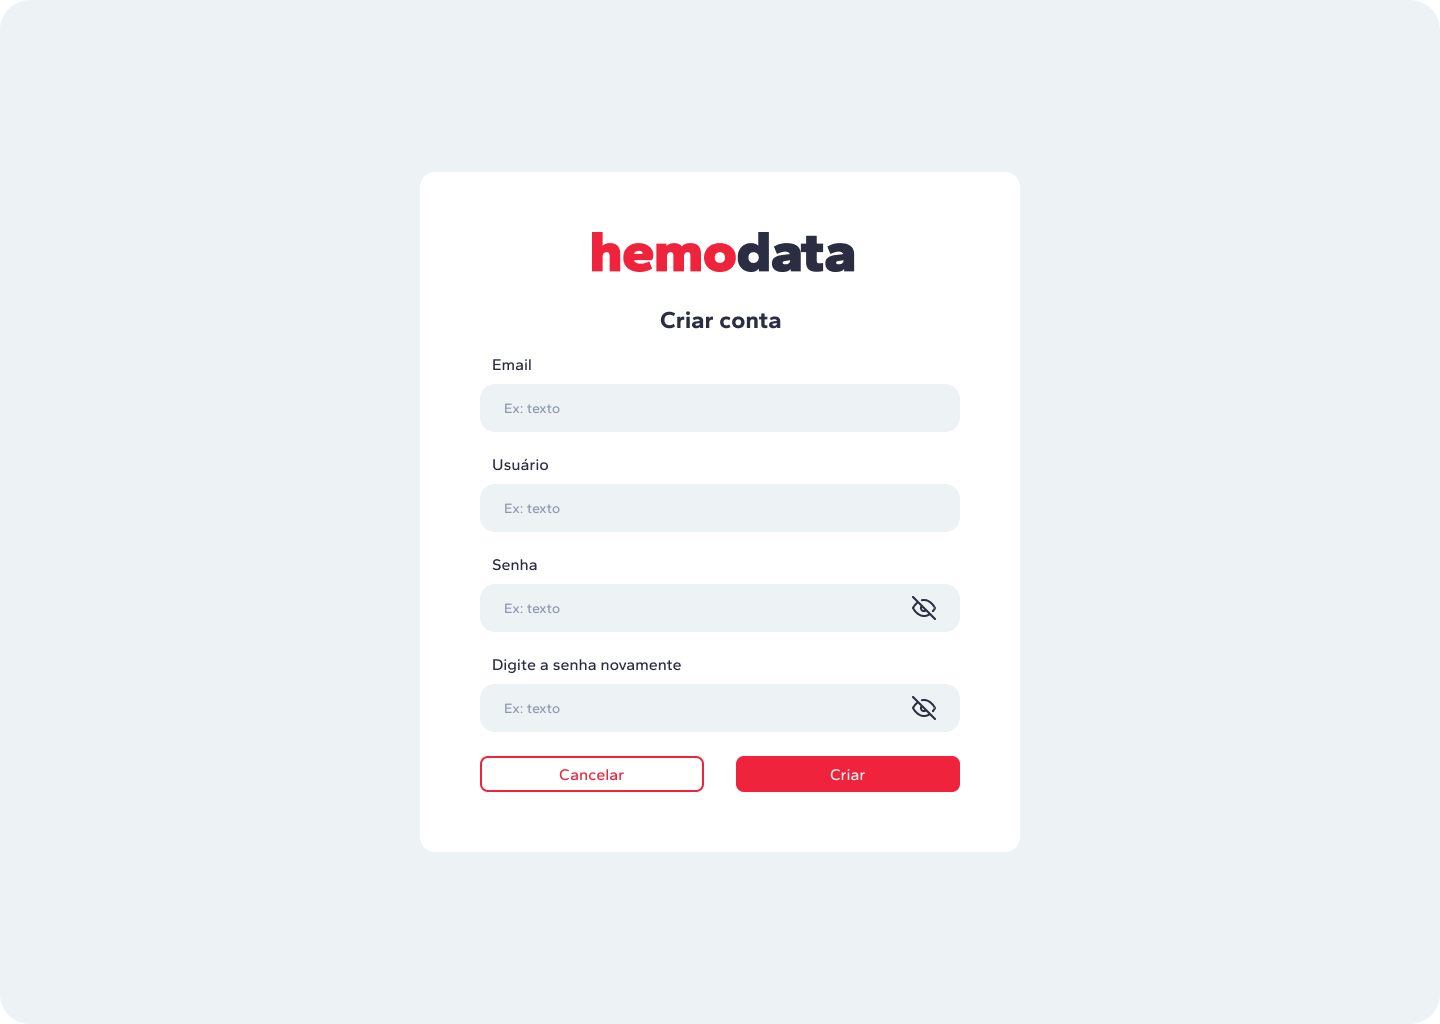 hemodata
Criar conta
Email
Ex: texto
Usuário
Ex: texto
Senha
Ex: texto
Digite a senha novamente
Ex: texto
Cancelar
Criar